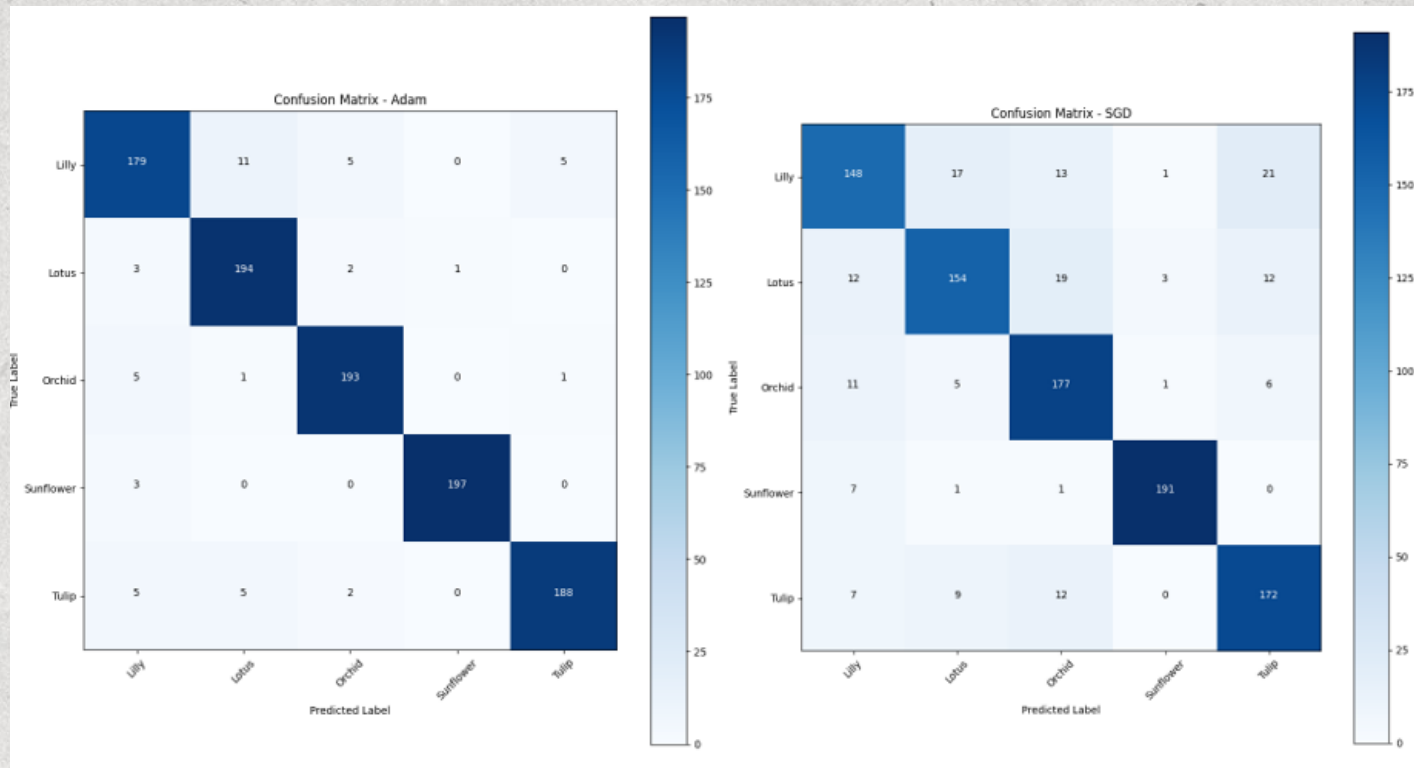 Confusion Matrix - Adam
175
150
125
100
75
50
25
0
Lilly 179 11 5 0 5
Lotus 3 194 2 1 0
Orchid 5 1 193 0 1
Sunflower 3 0 0 197 0
Tulip 5 5 2 0 188
True Label
Lilly Lotus Orchid Sunflower Tulip
Predicted Label
Confusion Matrix - SGD
175
150
125
100
75
50
25
0
Lilly 148 17 13 1 21
Lotus 12 154 19 3 12
Orchid 11 5 177 1 6
Sunflower 7 1 1 191 0
Tulip 7 9 12 0 172
True Label
Lilly Lotus Orchid Sunflower Tulip
Predicted Label